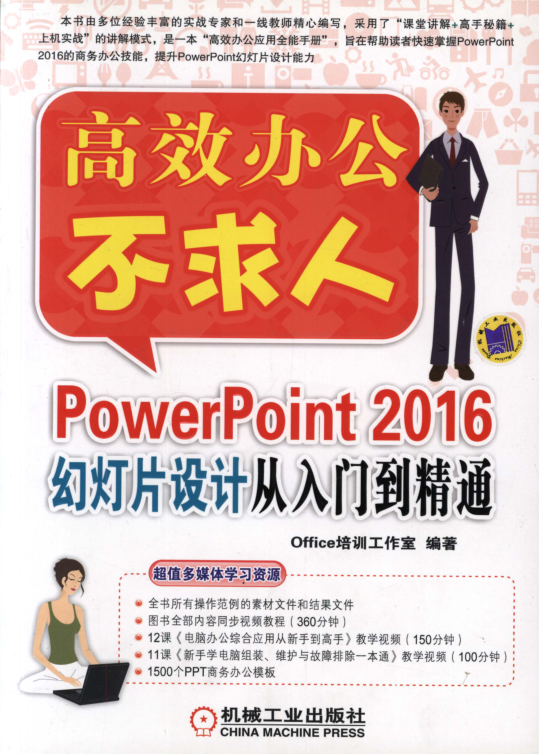 本书由多位经验丰富的实战专家和一线教师精心编写，采用了“课堂讲解+高手秘籍+
上机实战”的讲解模式，是一本“高效办公应用全能手册”，旨在帮助读者快速掌握PowerPoint
2016的商务办公技能，提升PowerPoint幻灯片设计能力
高效办公
不求人
PowerPoint 2016
幻灯片设计从入门到精通
Office培训工作室 编著
超值多媒体学习资源
全书所有操作范例的素材文件和结果文件
图书全部内容同步视频教程（360分钟）
12课《电脑办公综合应用从新手到高手》教学视频（150分钟）
11课《新手学电脑组装、维护与故障排除一本通》教学视频（100分钟）
1500个PPT商务办公模板
机械工业出版社
CHINA MACHINE PRESS